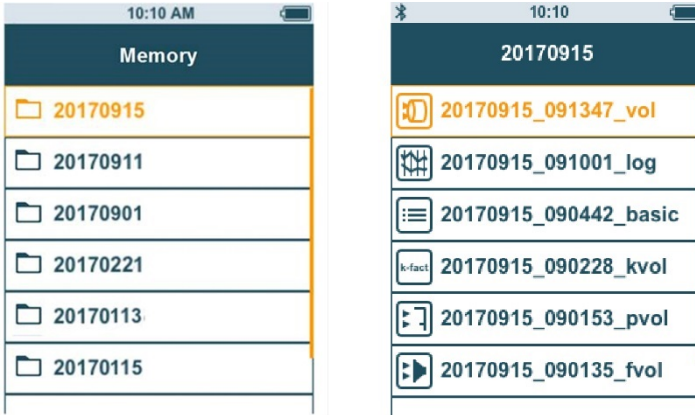 10:10 AM
Memory
20170915
20170911
20170901
20170221
20170113
20170115
10:10
20170915
20170915_091347_vol
20170915_091001_log
20170915_090442_basic
k-fact
20170915_090228_kvol
20170915_090153_pvol
20170915_090135_fvol